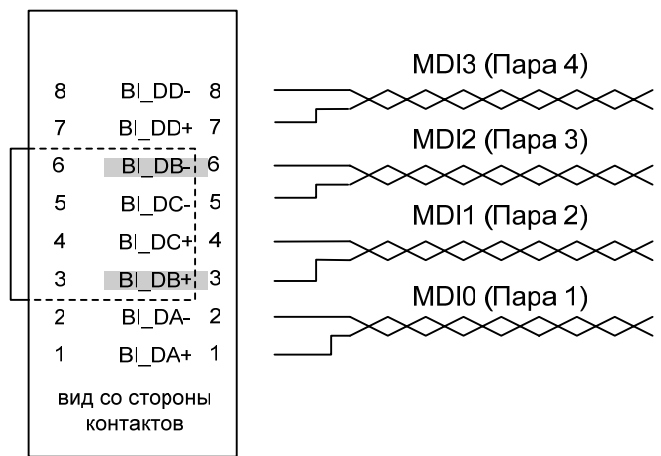 MDI3 (Пара 4)
8 BI_DD- 8
7 BI_DD+ 7
MDI2 (Пара 3)
6 BI_DB- 6
5 BI_DC- 5
MDI1 (Пара 2)
4 BI_DC+ 4
3 BI_DB+ 3
MDI0 (Пара 1)
2 BI_DA- 2
1 BI_DA+ 1
вид со стороны
контактов